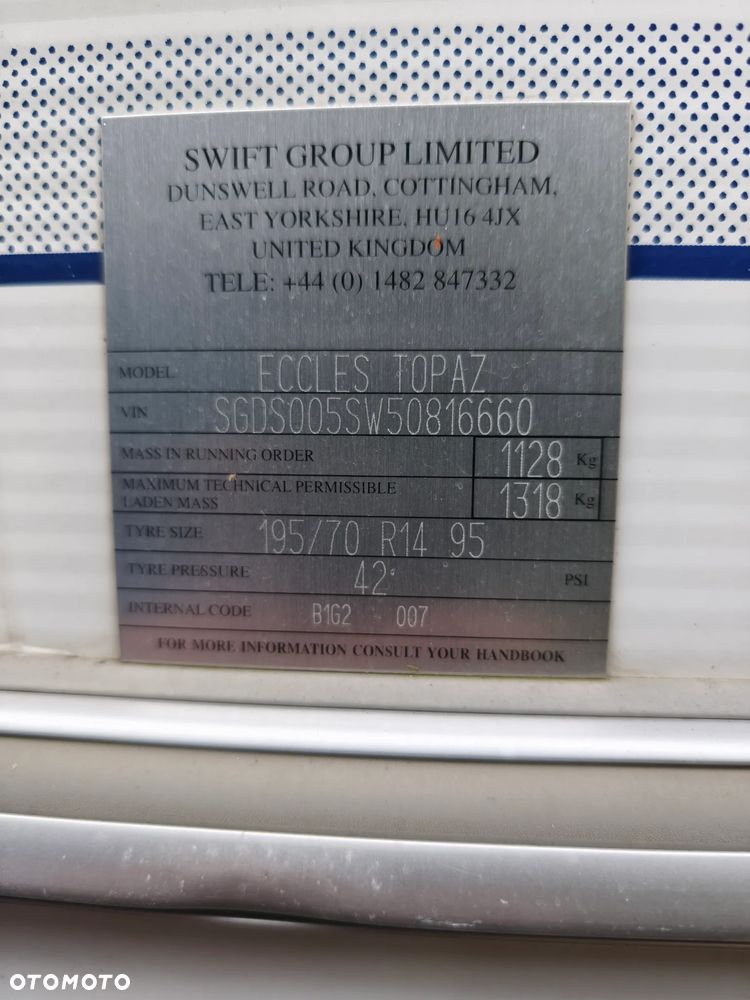 SWIFT GROUP LIMITED
DUNSWELL ROAD, COTTINGHAM,
EAST YORKSHIRE, HU16 4JX
UNITED KINGDOM
TELE: +44 (0) 1482 847332
MODEL ECCLES TOPAZ
VIN SGDS005SW50816660
MASS IN RUNNING ORDER 1128 Kg
MAXIMUM TECHNICAL PERMISSIBLE
LADEN MASS 1318 Kg
TYRE SIZE 195/70 R14 95
TYRE PRESSURE 42 PSI
INTERNAL CODE B1G2 007
FOR MORE INFORMATION CONSULT YOUR HANDBOOK
OTOMOTO